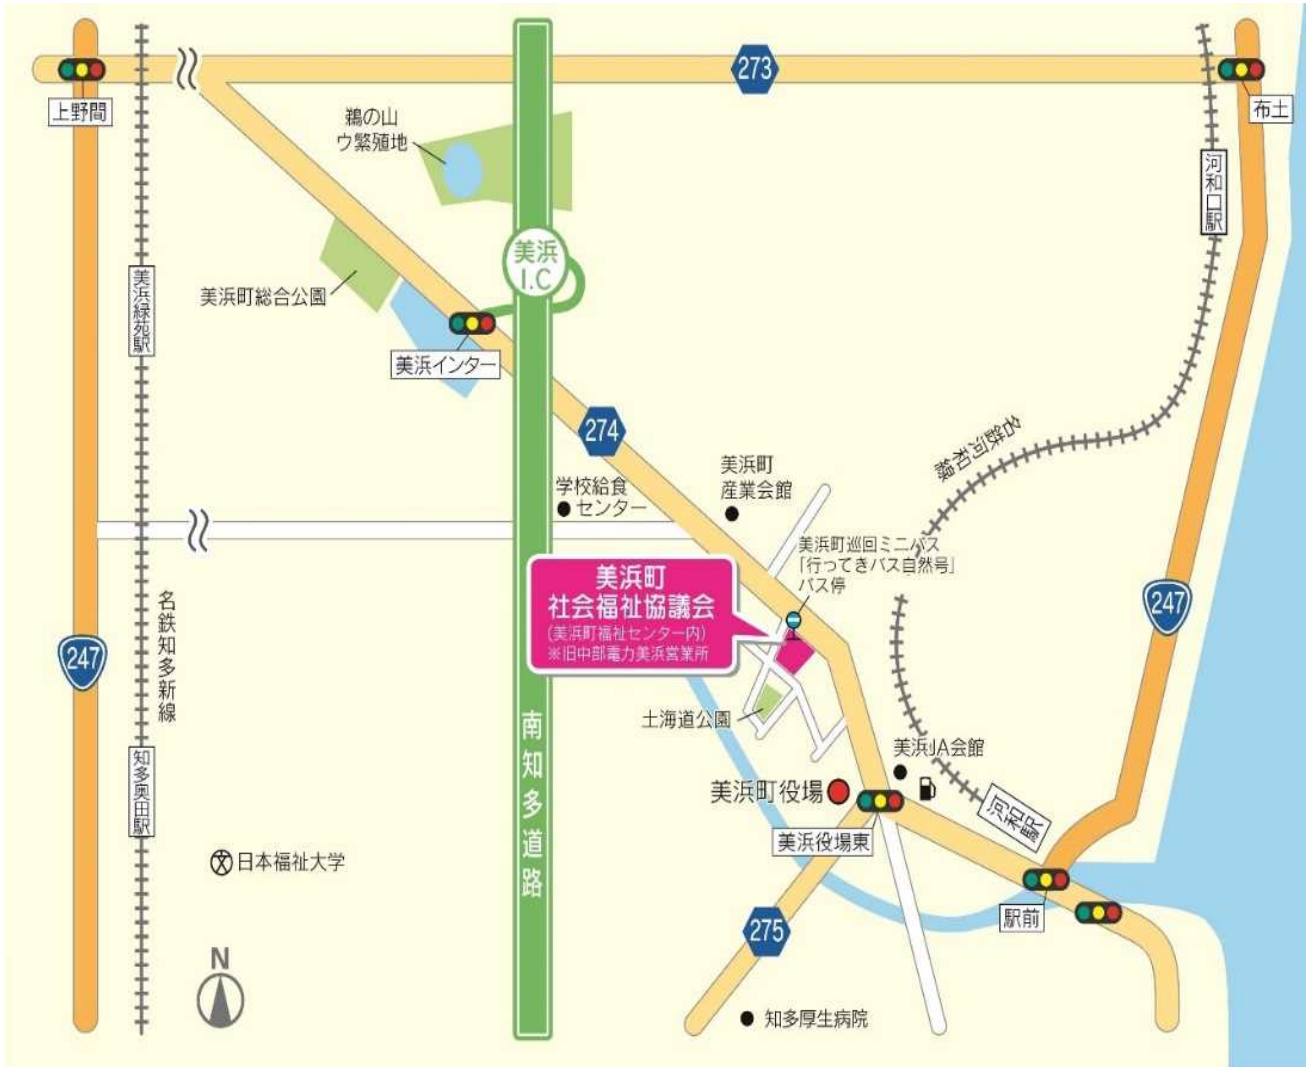 273
上野間
布土
鵜の山
ウ繁殖地
河和口駅
美浜
I.C
美浜緑苑駅
美浜町総合公園
美浜インター
274
名鉄河和線
美浜町
産業会館
学校給食
センター
美浜町巡回ミニバス
「行ってきバス自然号」
バス停
美浜町
社会福祉協議会
(美浜町福祉センター内)
※旧中部電力美浜営業所
247
名鉄知多新線
247
土海道公園
南知多道路
美浜JA会館
知多奥田駅
美浜町役場
河和駅
美浜役場東
文
日本福祉大学
駅前
275
N
知多厚生病院